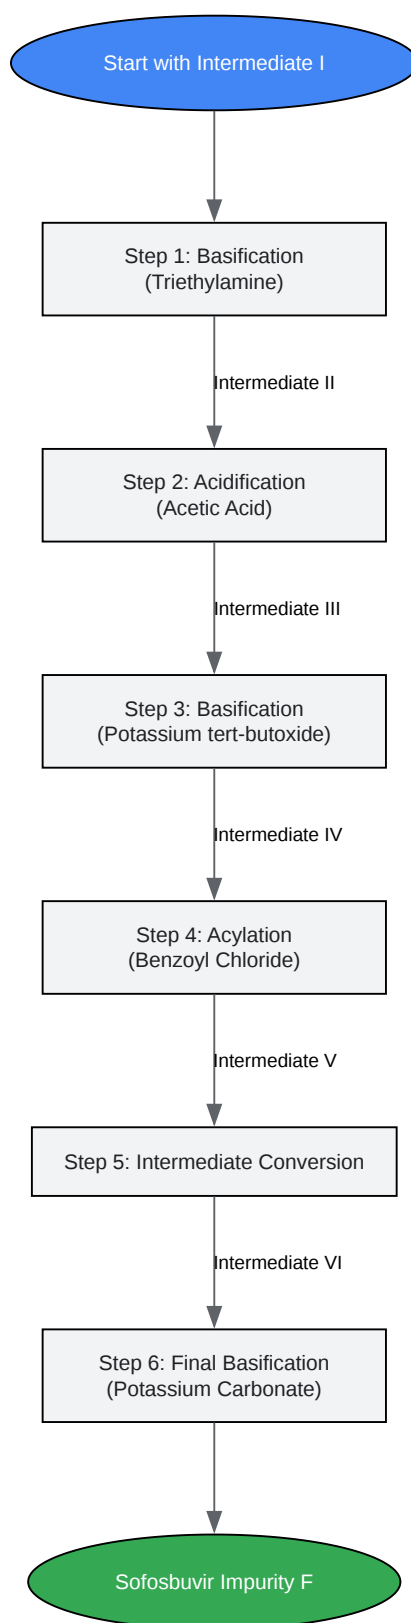 Start with Intermediate I
Step 1: Basification
(Triethylamine)
Intermediate II
Step 2: Acidification
(Acetic Acid)
Intermediate III
Step 3: Basification
(Potassium tert-butoxide)
Intermediate IV
Step 4: Acylation
(Benzoyl Chloride)
Intermediate V
Step 5: Intermediate Conversion
Intermediate VI
Step 6: Final Basification
(Potassium Carbonate)
Sofosbuvir Impurity F